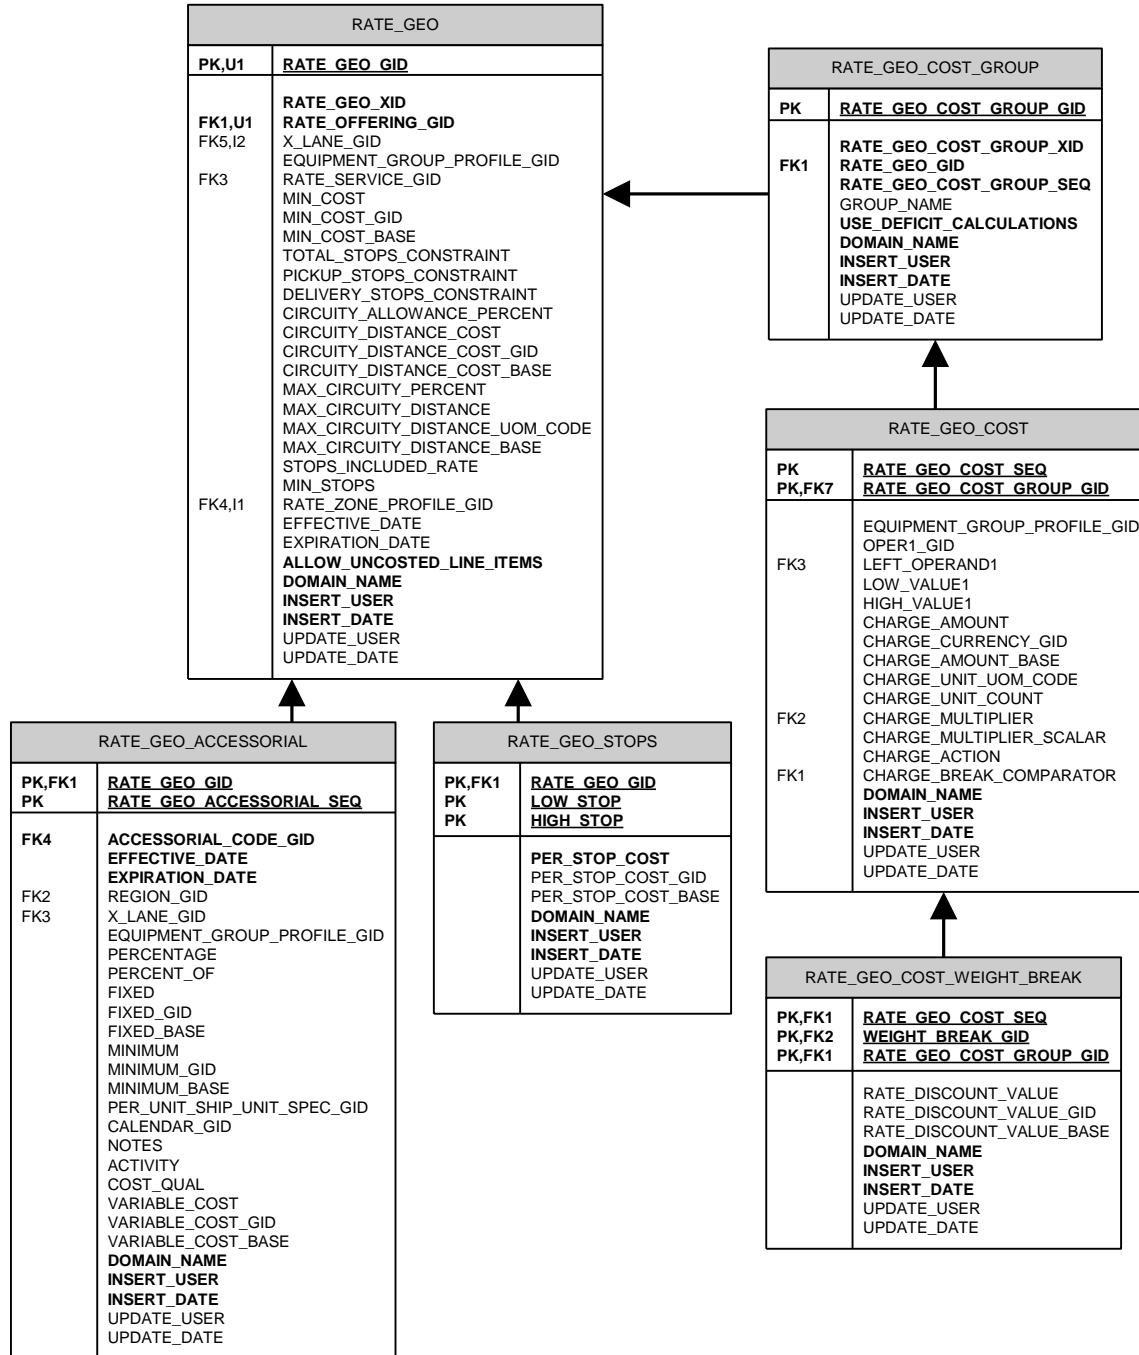 RATE_GEO
PK,U1 RATE_GEO_GID
RATE_GEO_XID
FK1,U1 RATE_OFFERING_GID
FK5,I2 X_LANE_GID
EQUIPMENT_GROUP_PROFILE_GID
FK3 RATE_SERVICE_GID
MIN_COST
MIN_COST_GID
MIN_COST_BASE
TOTAL_STOPS_CONSTRAINT
PICKUP_STOPS_CONSTRAINT
DELIVERY_STOPS_CONSTRAINT
CIRCUITY_ALLOWANCE_PERCENT
CIRCUITY_DISTANCE_COST
CIRCUITY_DISTANCE_COST_GID
CIRCUITY_DISTANCE_COST_BASE
MAX_CIRCUITY_PERCENT
MAX_CIRCUITY_DISTANCE
MAX_CIRCUITY_DISTANCE_UOM_CODE
MAX_CIRCUITY_DISTANCE_BASE
STOPS_INCLUDED_RATE
MIN_STOPS
FK4,I1 RATE_ZONE_PROFILE_GID
EFFECTIVE_DATE
EXPIRATION_DATE
ALLOW_UNCOSTED_LINE_ITEMS
DOMAIN_NAME
INSERT_USER
INSERT_DATE
UPDATE_USER
UPDATE_DATE
RATE_GEO_COST_GROUP
PK RATE_GEO_COST_GROUP_GID
RATE_GEO_COST_GROUP_XID
FK1 RATE_GEO_GID
RATE_GEO_COST_GROUP_SEQ
GROUP_NAME
USE_DEFICIT_CALCULATIONS
DOMAIN_NAME
INSERT_USER
INSERT_DATE
UPDATE_USER
UPDATE_DATE
RATE_GEO_COST
PK RATE_GEO_COST_SEQ
PK,FK7 RATE_GEO_COST_GROUP_GID
EQUIPMENT_GROUP_PROFILE_GID
OPER1_GID
FK3 LEFT_OPERAND1
LOW_VALUE1
HIGH_VALUE1
CHARGE_AMOUNT
CHARGE_CURRENCY_GID
CHARGE_AMOUNT_BASE
CHARGE_UNIT_UOM_CODE
CHARGE_UNIT_COUNT
FK2 CHARGE_MULTIPLIER
CHARGE_MULTIPLIER_SCALAR
CHARGE_ACTION
FK1 CHARGE_BREAK_COMPARATOR
DOMAIN_NAME
INSERT_USER
INSERT_DATE
UPDATE_USER
UPDATE_DATE
RATE_GEO_ACCESSORIAL
PK,FK1 RATE_GEO_GID
PK RATE_GEO_ACCESSORIAL_SEQ
FK4 ACCESSORIAL_CODE_GID
EFFECTIVE_DATE
EXPIRATION_DATE
FK2 REGION_GID
FK3 X_LANE_GID
EQUIPMENT_GROUP_PROFILE_GID
PERCENTAGE
PERCENT_OF
FIXED
FIXED_GID
FIXED_BASE
MINIMUM
MINIMUM_GID
MINIMUM_BASE
PER_UNIT_SHIP_UNIT_SPEC_GID
CALENDAR_GID
NOTES
ACTIVITY
COST_QUAL
VARIABLE_COST
VARIABLE_COST_GID
VARIABLE_COST_BASE
DOMAIN_NAME
INSERT_USER
INSERT_DATE
UPDATE_USER
UPDATE_DATE
RATE_GEO_STOPS
PK,FK1 RATE_GEO_GID
PK LOW_STOP
PK HIGH_STOP
PER_STOP_COST
PER_STOP_COST_GID
PER_STOP_COST_BASE
DOMAIN_NAME
INSERT_USER
INSERT_DATE
UPDATE_USER
UPDATE_DATE
RATE_GEO_COST_WEIGHT_BREAK
PK,FK1 RATE_GEO_COST_SEQ
PK,FK2 WEIGHT_BREAK_GID
PK,FK1 RATE_GEO_COST_GROUP_GID
RATE_DISCOUNT_VALUE
RATE_DISCOUNT_VALUE_GID
RATE_DISCOUNT_VALUE_BASE
DOMAIN_NAME
INSERT_USER
INSERT_DATE
UPDATE_USER
UPDATE_DATE